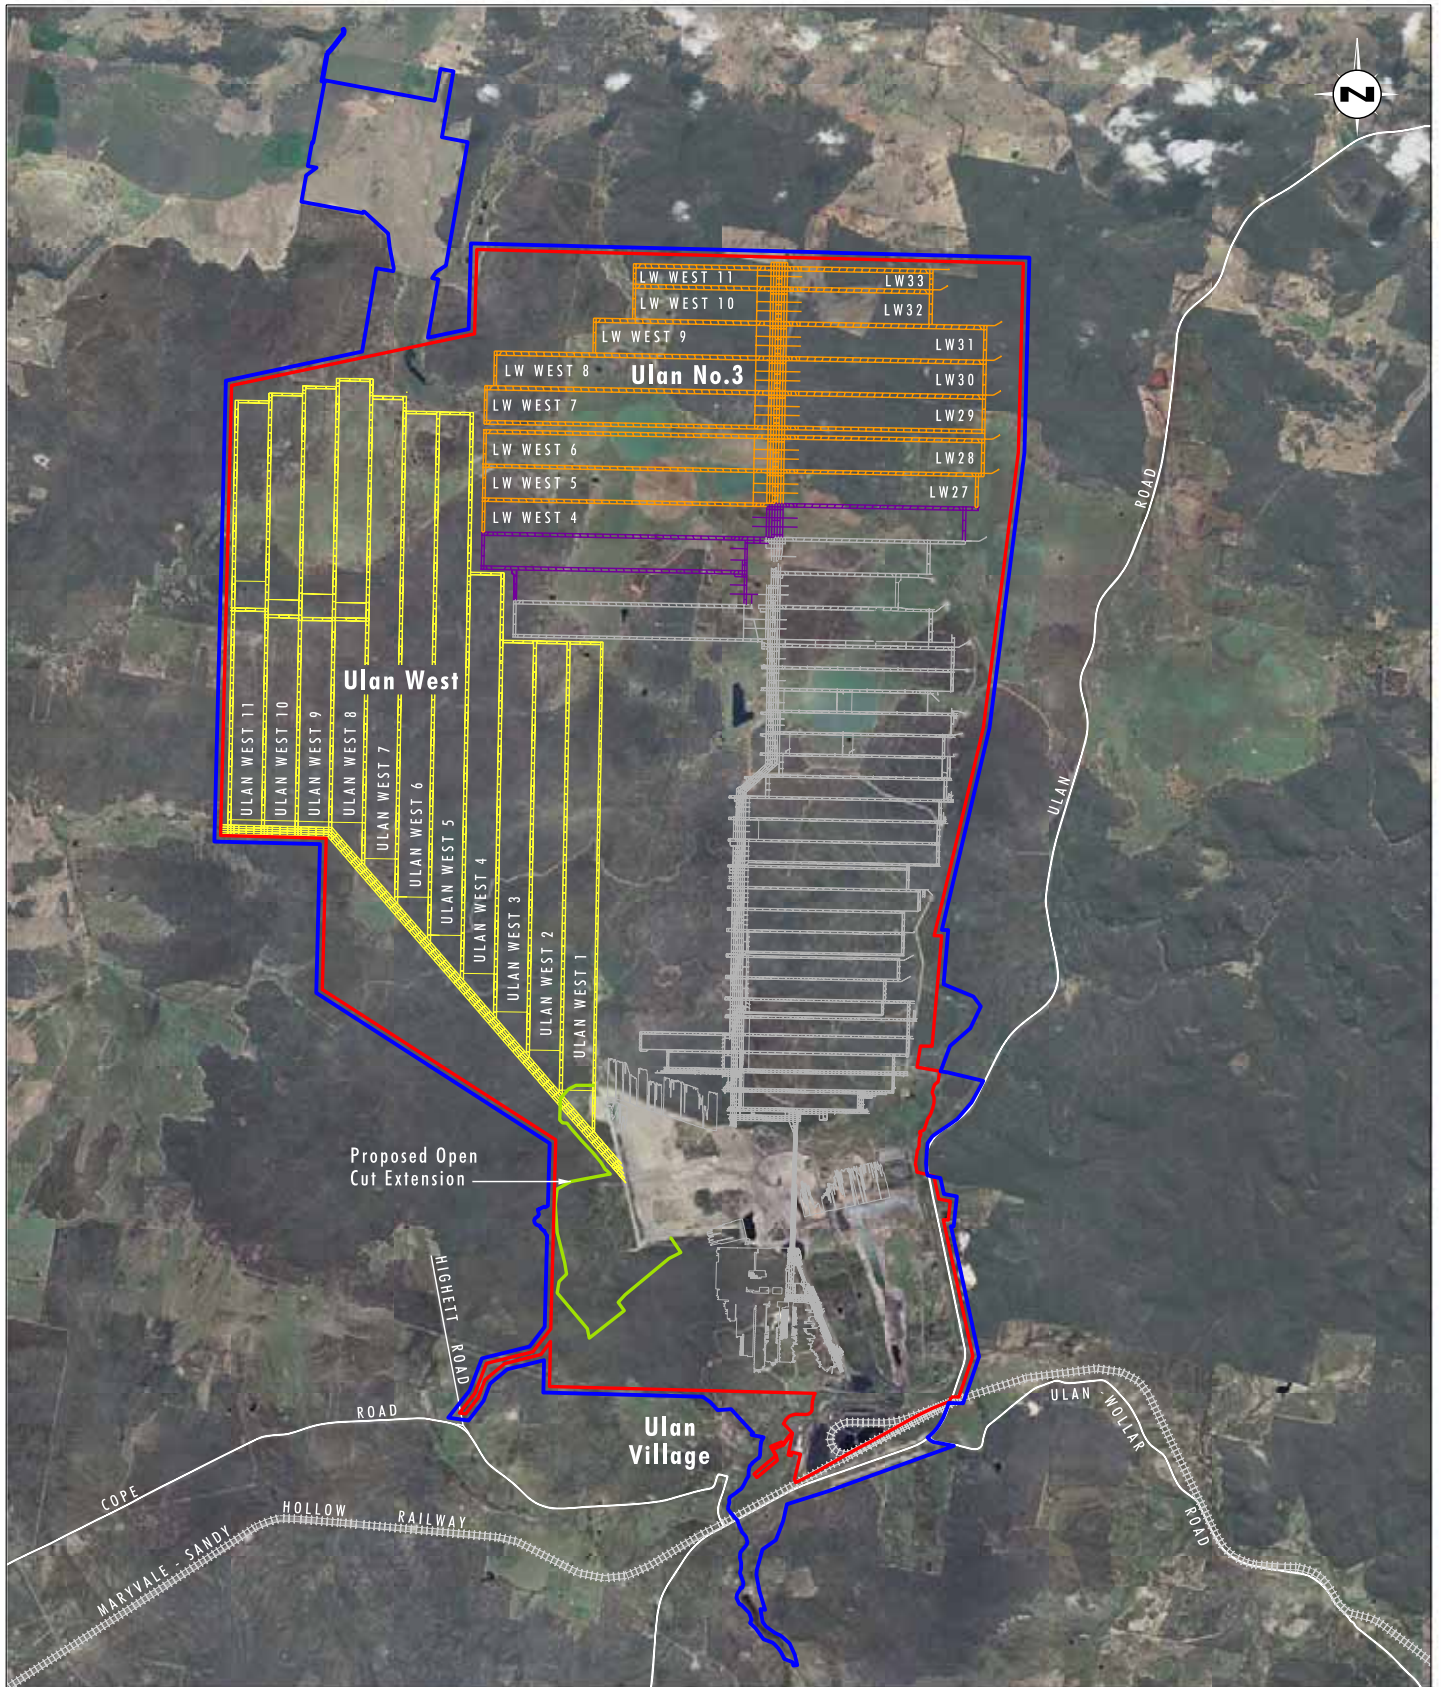 N
LW WEST 11
LW33
LW WEST 10
LW32
LW WEST 9
LW31
LW WEST 8
Ulan No.3
LW30
LW WEST 7
LW29
LW WEST 6
LW28
LW WEST 5
LW27
LW WEST 4
ROAD
ULAN
Ulan West
ULAN WEST 11
ULAN WEST 10
ULAN WEST 9
ULAN WEST 8
ULAN WEST 7
ULAN WEST 6
ULAN WEST 5
ULAN WEST 4
ULAN WEST 3
ULAN WEST 2
ULAN WEST 1
Proposed Open
Cut Extension
HIGHETT ROAD
COPE ROAD
Ulan
Village
ULAN - WOLLAR
ROAD
MARYVALE - SANDY HOLLOW RAILWAY